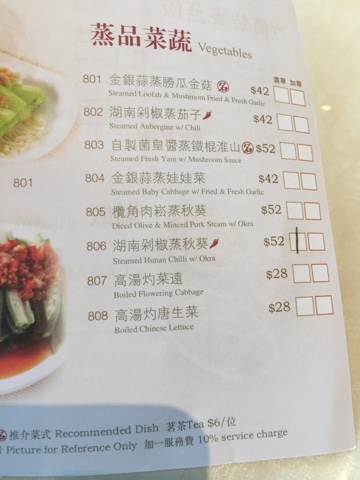 蒸品菜蔬 Vegetables
首單 加單
801 金銀蒜蒸勝瓜金菇 $42
Steamed Loofah & Mushroom Fried & Fresh Garlic
802 湖南剁椒蒸茄子 $42
Steamed Aubergine w/ Chili
803 自製菌皇醬蒸鐵棍淮山 $52
Steamed Fresh Yam w/ Mushroom Sauce
804 金銀蒜蒸娃娃菜 $42
Steamed Baby Cabbage w/ Fried & Fresh Garlic
805 欖角肉崧蒸秋葵 $52
Diced Olive & Minced Pork Steam w/ Okra
806 湖南剁椒蒸秋葵 $52
Steamed Hunan Chilli w/ Okra
807 高湯灼菜遠 $28
Boiled Flowering Cabbage
808 高湯灼唐生菜 $28
Boiled Chinese Lettuce
801
推介菜式 Recommended Dish 茗茶Tea $6/位
Picture for Reference Only 加一服務費 10% service charge